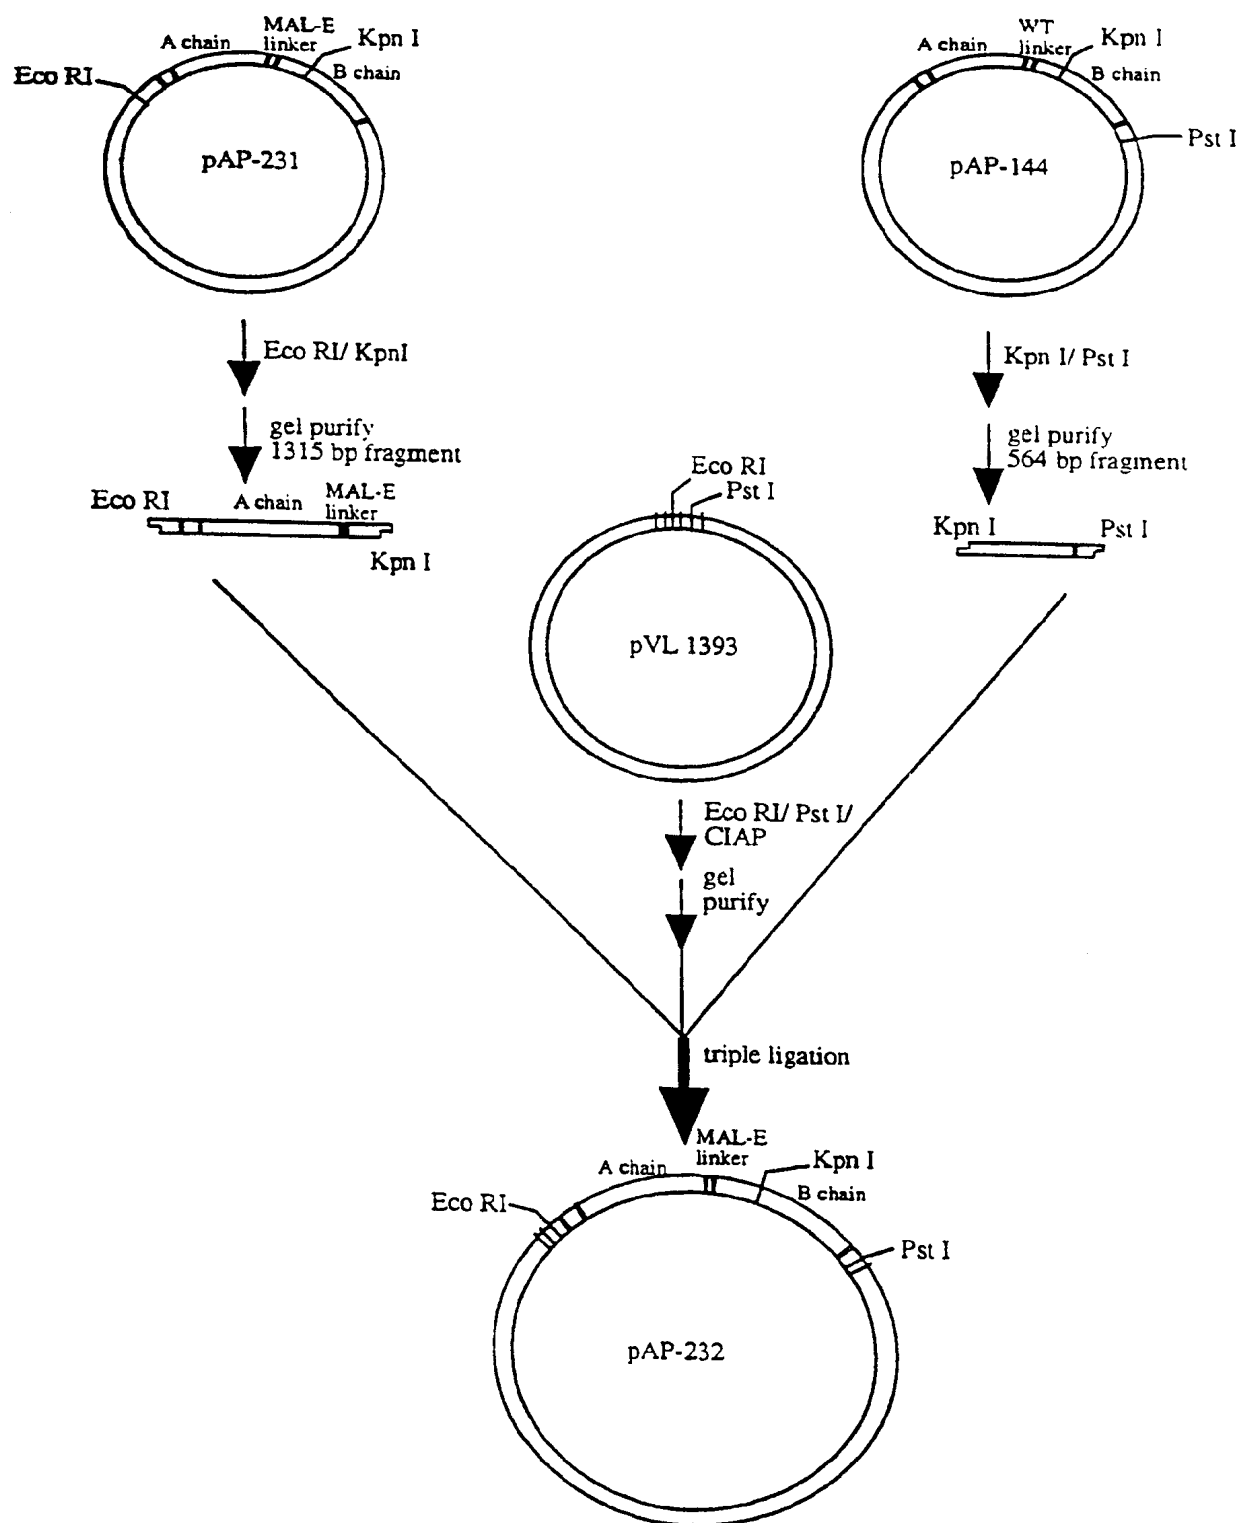 MAL-E
linker
A chain
Kpn I
Eco RI
B chain
pAP-231
WT
linker
A chain
Kpn I
B chain
Pst I
pAP-144
Eco RI/ KpnI
gel purify
1315 bp fragment
Kpn I/ Pst I
gel purify
564 bp fragment
Eco RI
A chain
MAL-E
linker
Kpn I
Eco RI
Pst I
Kpn I
Pst I
pVL 1393
Eco RI/ Pst I/
CIAP
gel
purify
triple ligation
MAL-E
linker
A chain
Kpn I
B chain
Eco RI
Pst I
pAP-232